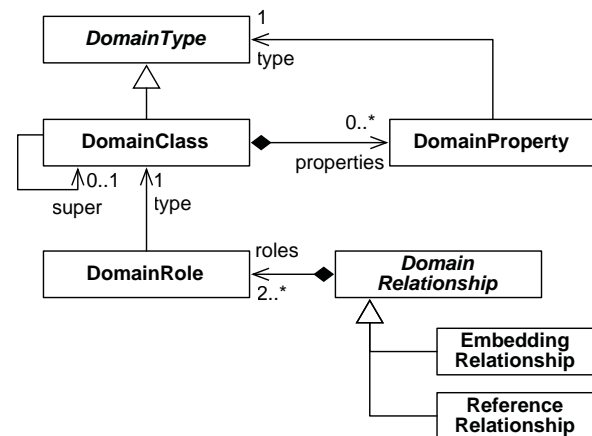 1
DomainType
type
DomainClass
0..*
DomainProperty
properties
0..1
super
1
type
DomainRole
roles
2..*
Domain
Relationship
Embedding
Relationship
Reference
Relationship